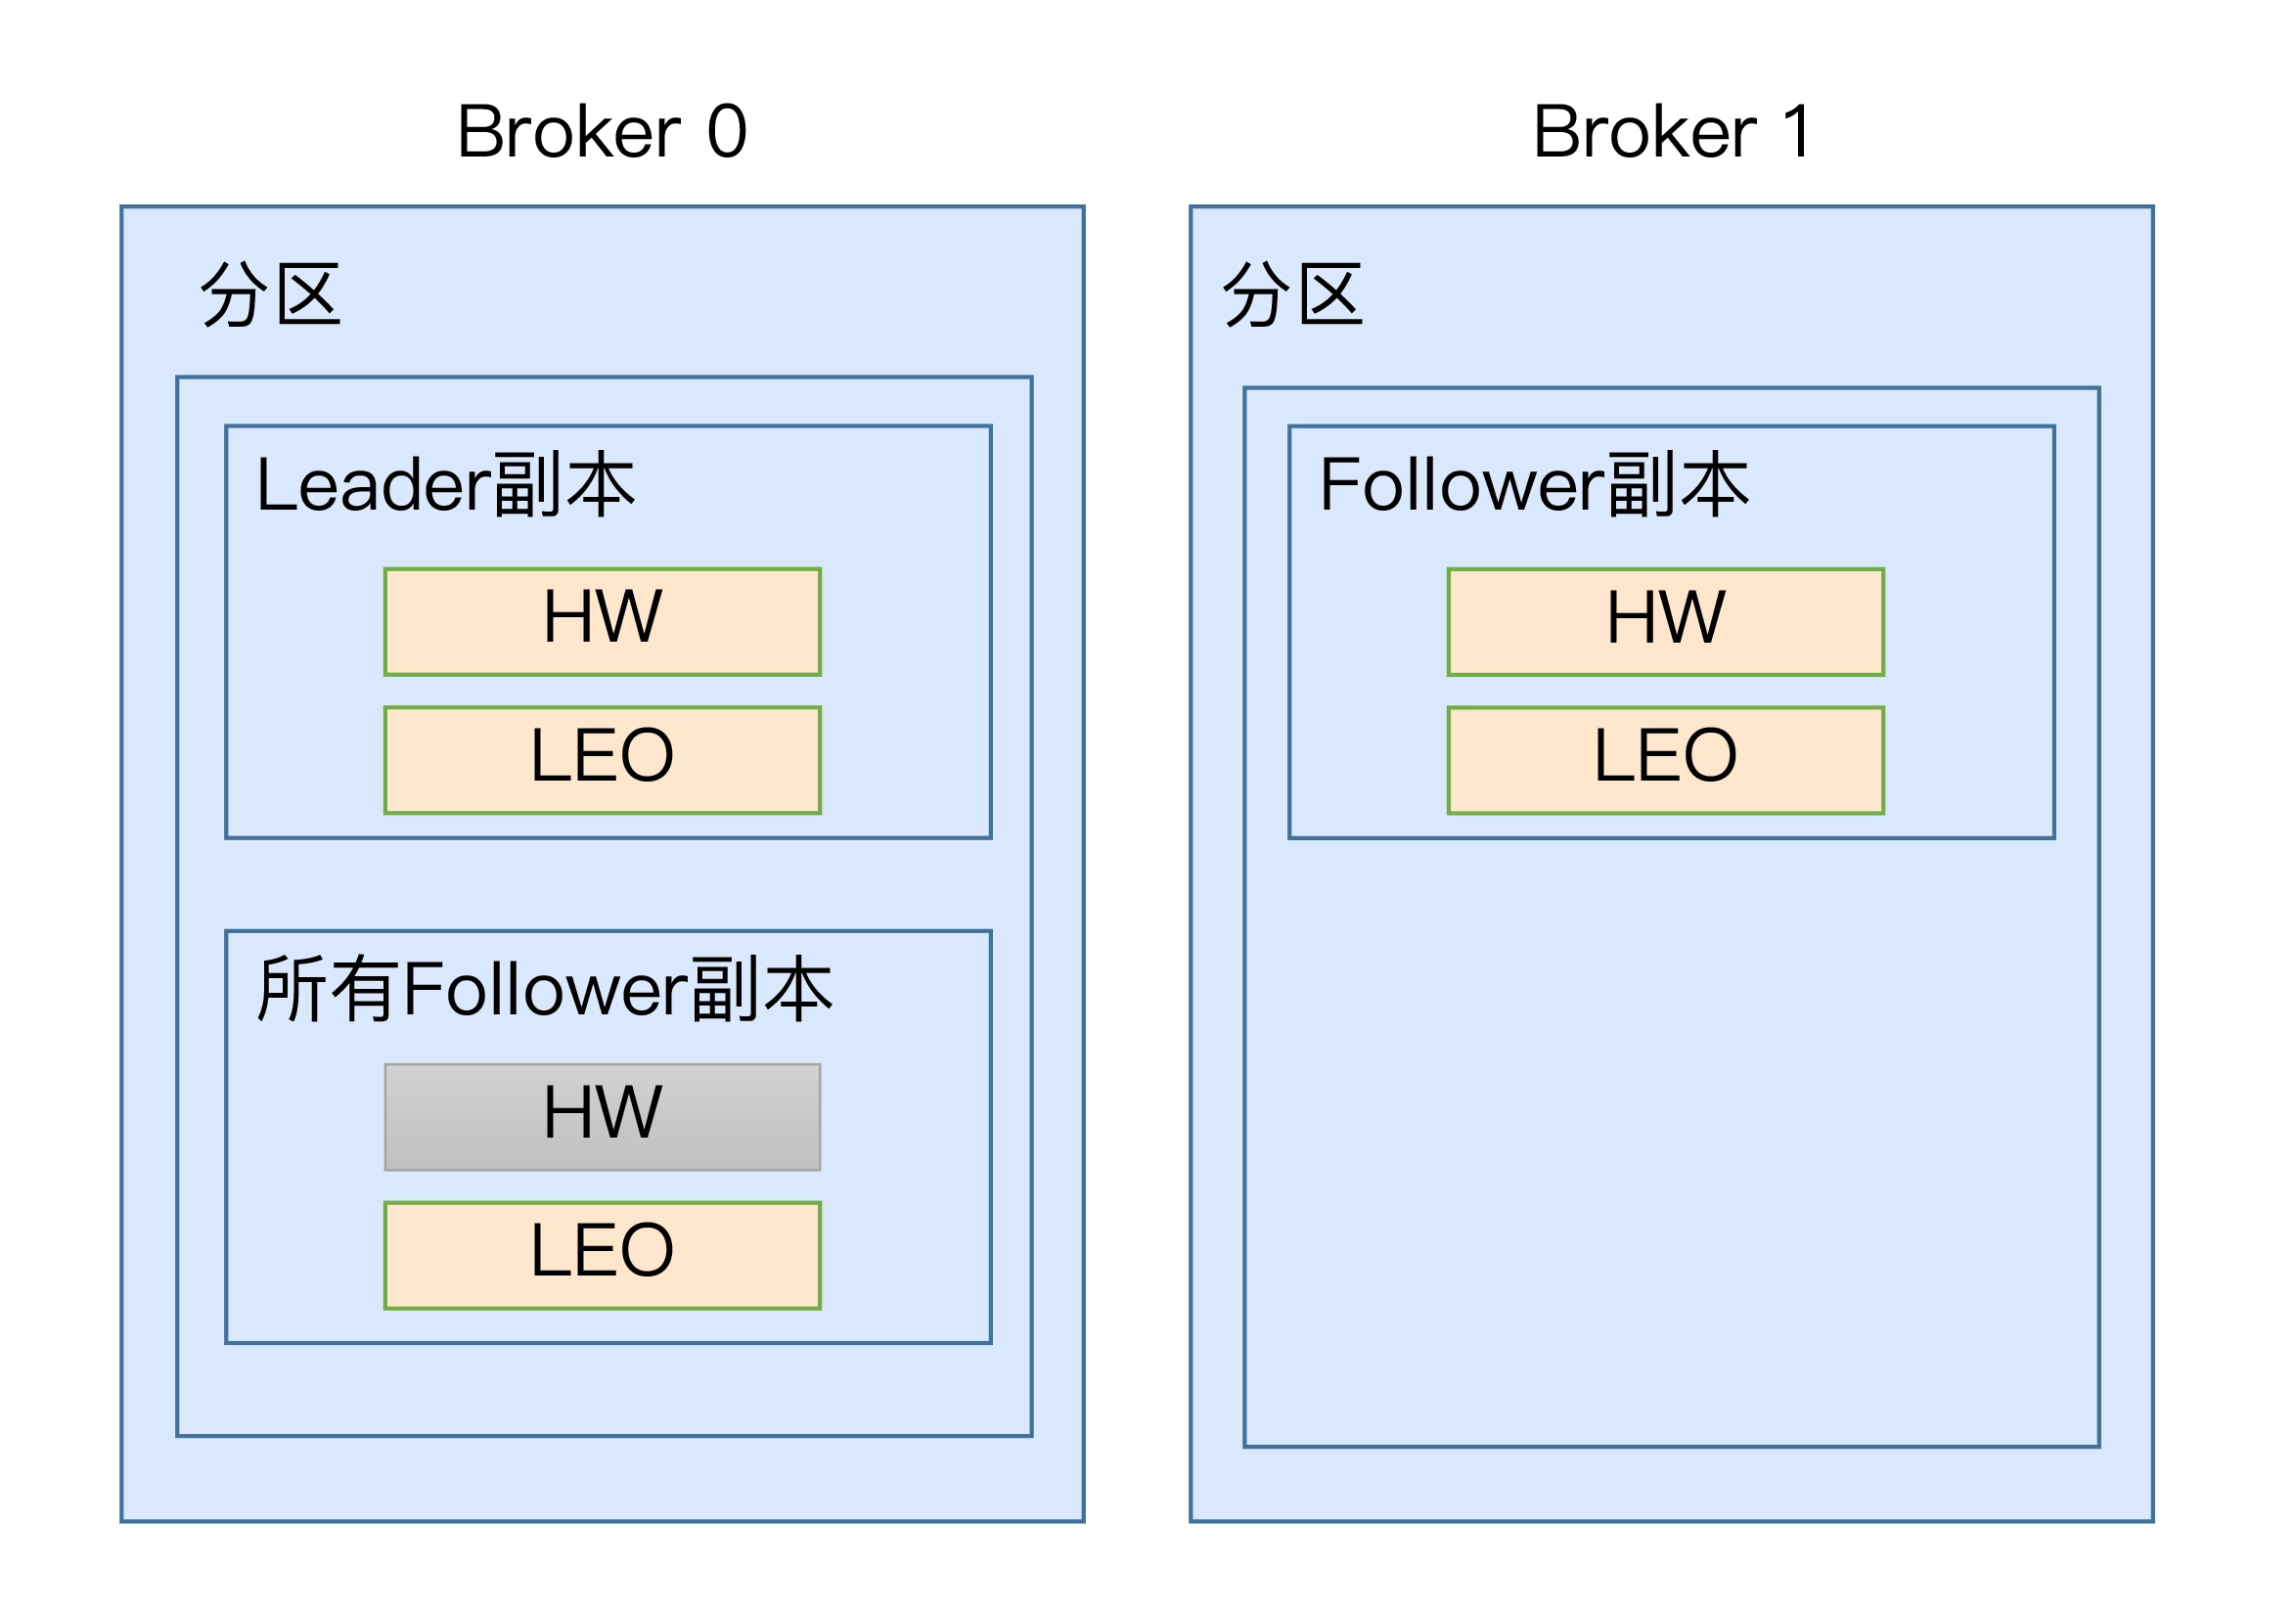 Broker 0
分区
Leader副本
HW
LEO
所有Follower副本
HW
LEO
Broker 1
分区
Follower副本
HW
LEO